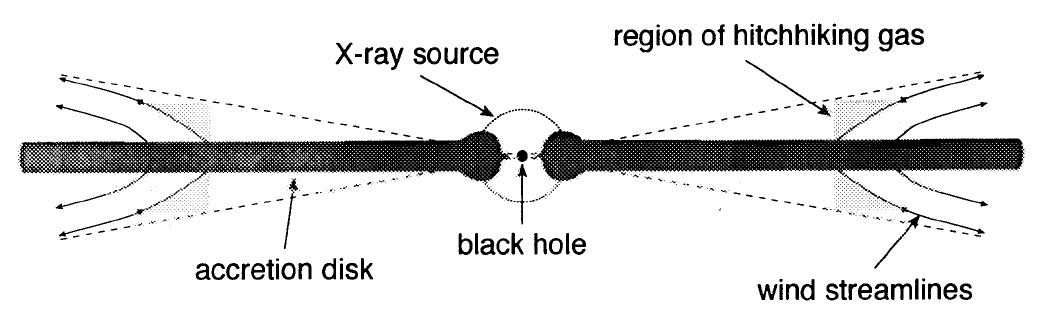 region of hitchhiking gas
X-ray source
black hole
accretion disk
wind streamlines